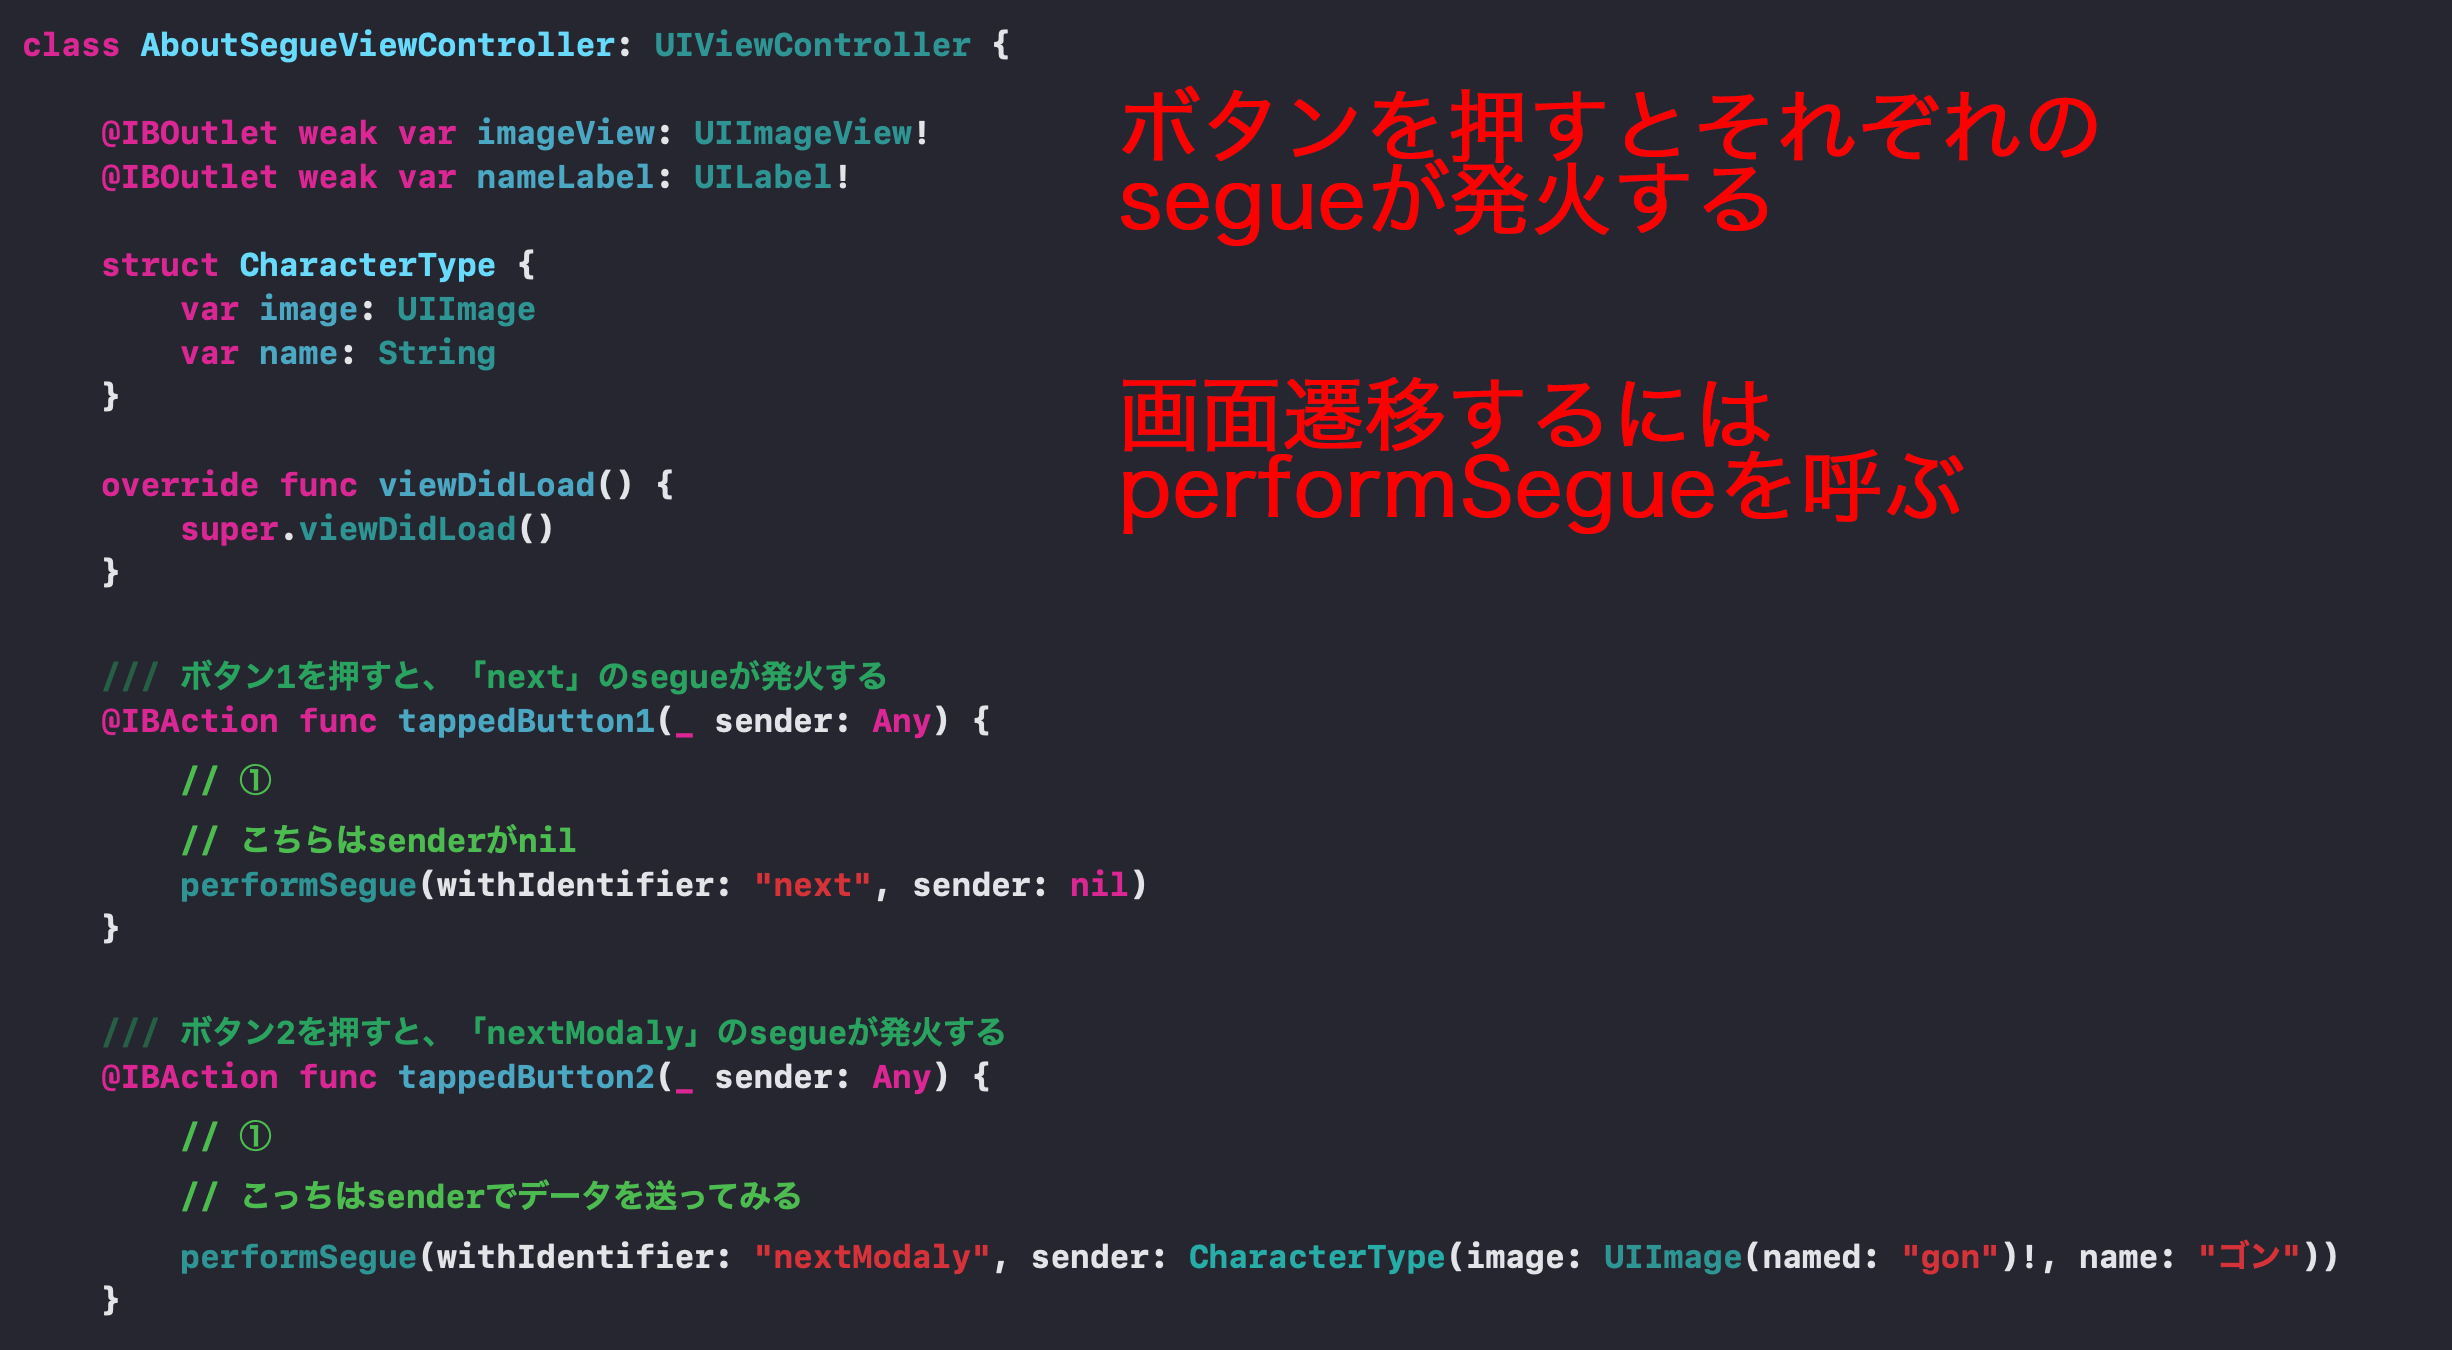 class AboutSegueViewController: UIViewController {
ボタンを押すとそれぞれの
segueが発火する
@IBOutlet weak var imageView: UIImageView!
@IBOutlet weak var nameLabel: UILabel!
struct CharacterType {
var image: UIImage
var name: String
}
画面遷移するには
performSegueを呼ぶ
override func viewDidLoad() {
super.viewDidLoad()
}
/// ボタン1を押すと、「next」のsegueが発火する
@IBAction func tappedButton1(_ sender: Any) {
// ①
// こちらはsenderがnil
performSegue(withIdentifier: "next", sender: nil)
}
/// ボタン2を押すと、「nextModaly」のsegueが発火する
@IBAction func tappedButton2(_ sender: Any) {
// ①
// こっちはsenderでデータを送ってみる
performSegue(withIdentifier: "nextModaly", sender: CharacterType(image: UIImage(named: "gon")!, name: "ゴン"))
}